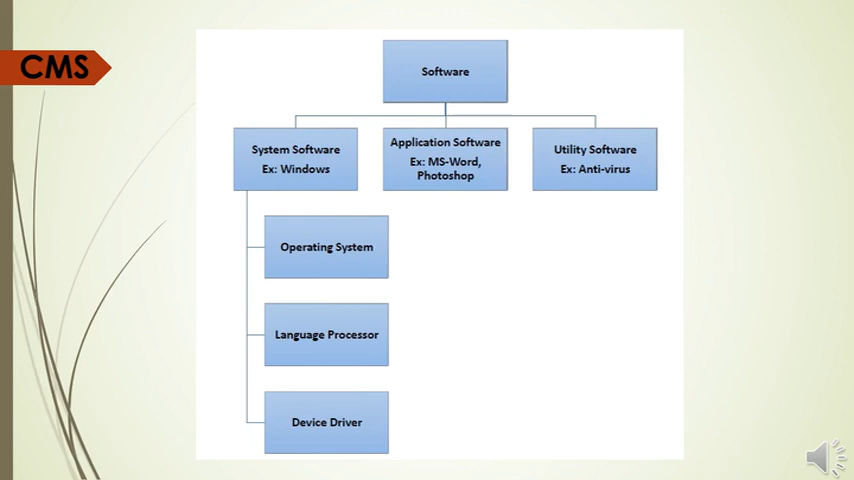 CMS
Software
System Software
Ex: Windows
Application Software
Ex: MS-Word,
Photoshop
Utility Software
Ex: Anti-virus
Operating System
Language Processor
Device Driver